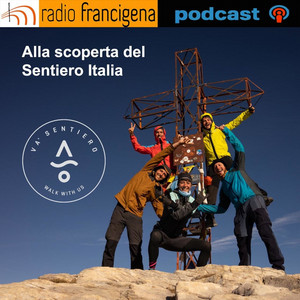 radio francigena
podcast
Alla scoperta del
Sentiero Italia
VA' SENTIERO
WALK WITH US